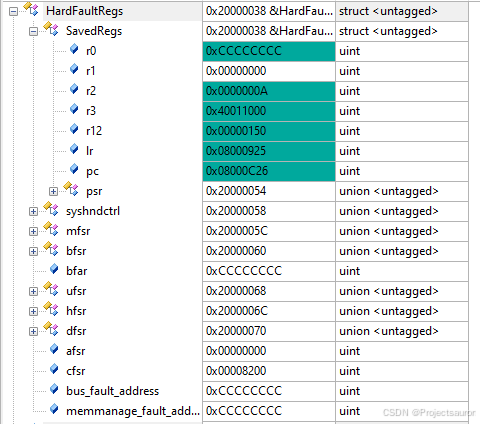 HardFaultRegs 0x20000038 &HardFau... struct <untagged>
SavedRegs 0x20000038 &HardFau... struct <untagged>
r0 0xCCCCCCCC uint
r1 0x00000000 uint
r2 0x0000000A uint
r3 0x40011000 uint
r12 0x00000150 uint
lr 0x08000925 uint
pc 0x08000C26 uint
psr 0x20000054 union <untagged>
syshndctrl 0x20000058 union <untagged>
mfsr 0x2000005C union <untagged>
bfsr 0x20000060 union <untagged>
bfar 0xCCCCCCCC uint
ufsr 0x20000068 union <untagged>
hfsr 0x2000006C union <untagged>
dfsr 0x20000070 union <untagged>
afsr 0x00000000 uint
cfsr 0x00008200 uint
bus_fault_address 0xCCCCCCCC uint
memmanage_fault_add... 0xCCCCCCCC uint
CSDN @Projectsauror